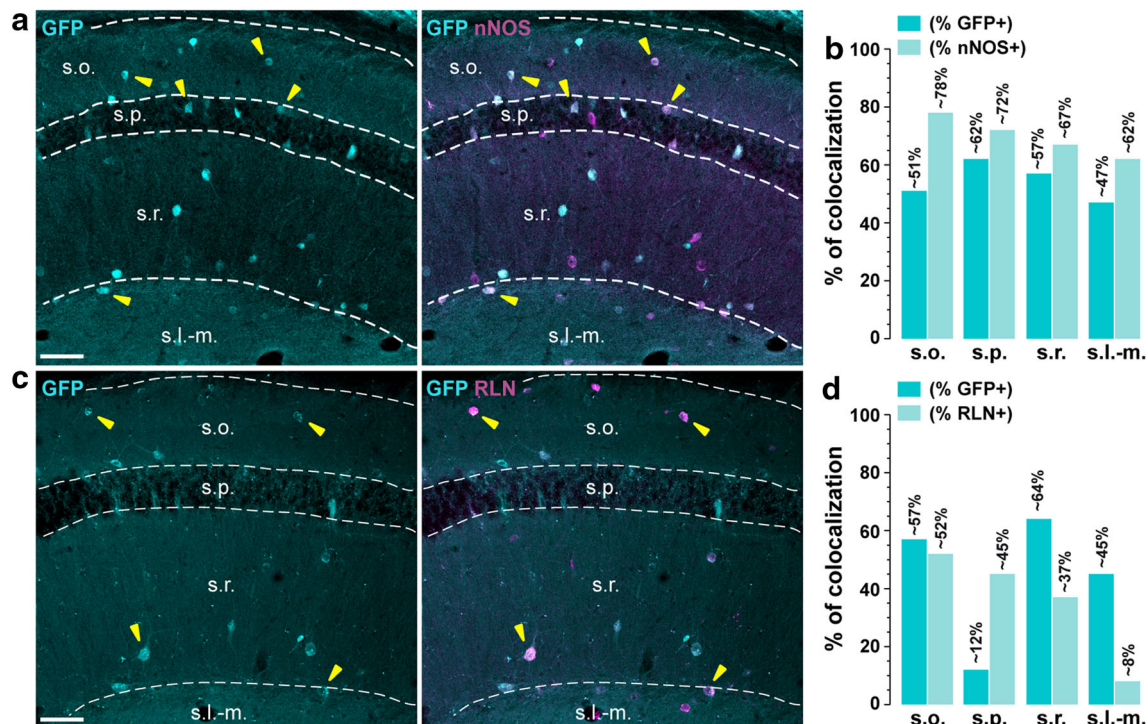 a
GFP
GFP nNOS
s.o.
s.p.
s.r.
s.l.-m.
s.o.
s.p.
s.r.
s.l.-m.
b
(% GFP+)
(% nNOS+)
% of colocalization
100
80
60
40
20
0
~51%
~78%
~62%
~72%
~57%
~67%
~47%
~62%
s.o. s.p. s.r. s.l.-m.
c
GFP
GFP RLN
s.o.
s.p.
s.r.
s.l.-m.
s.o.
s.p.
s.r.
s.l.-m.
d
(% GFP+)
(% RLN+)
% of colocalization
100
80
60
40
20
0
~57%
~52%
~12%
~45%
~64%
~37%
~45%
~8%
s.o. s.p. s.r. s.l.-m.